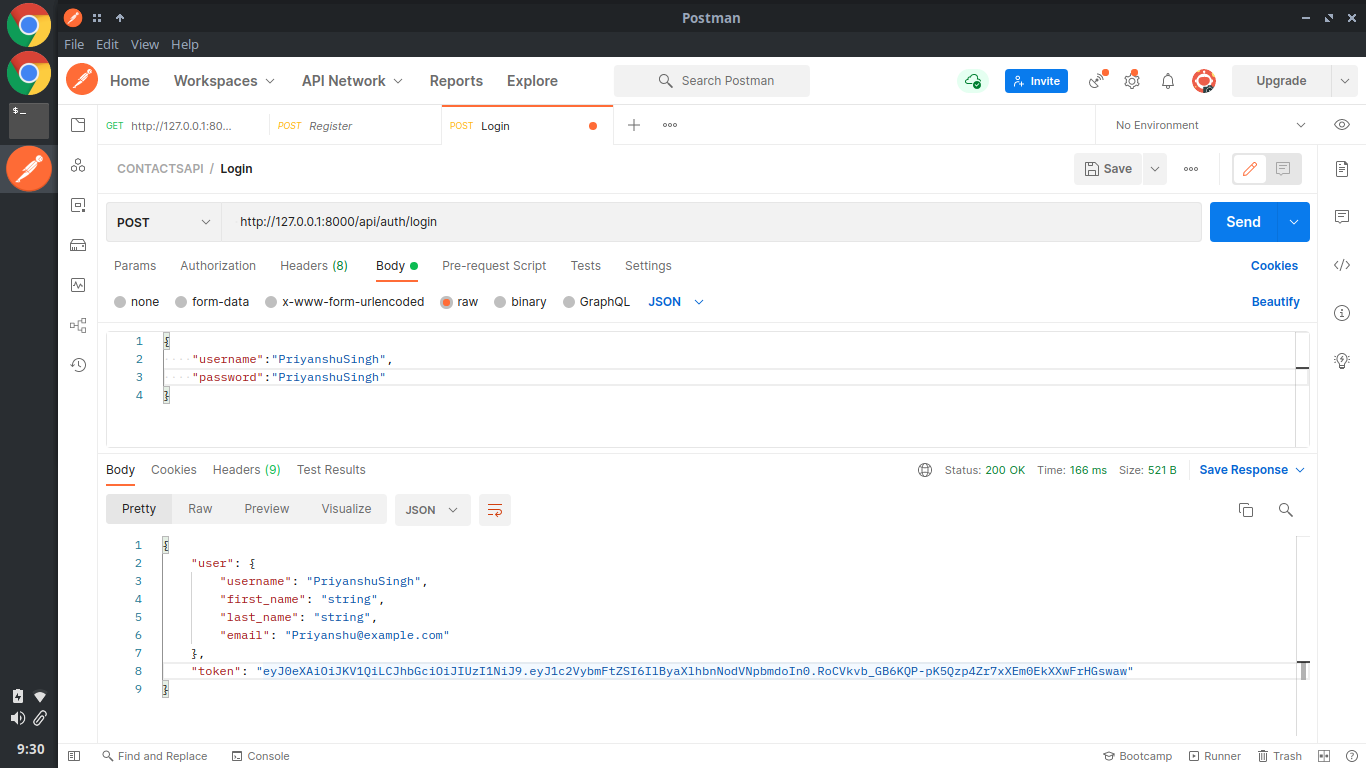 Postman
File Edit View Help
Home Workspaces API Network Reports Explore Search Postman Invite Upgrade
GET http://127.0.0.1:80... POST Register POST Login No Environment
CONTACTSAPI / Login Save
POST http://127.0.0.1:8000/api/auth/login Send
Params Authorization Headers (8) Body Pre-request Script Tests Settings Cookies
none form-data x-www-form-urlencoded raw binary GraphQL JSON Beautify
1 {
2 "username":"PriyanshuSingh",
3 "password":"PriyanshuSingh"
4 }
Body Cookies Headers (9) Test Results Status: 200 OK Time: 166 ms Size: 521 B Save Response
Pretty Raw Preview Visualize JSON
1 {
2 "user": {
3 "username": "PriyanshuSingh",
4 "first_name": "string",
5 "last_name": "string",
6 "email": "Priyanshu@example.com"
7 },
8 "token": "eyJ0eXAiOiJKV1QiLCJhbGciOiJIUzI1NiJ9.eyJ1c2VybmFtZSI6IlByaXlhbnNodVNpbmdoIn0.RoCVkvb_GB6KQP-pK5Qzp4Zr7xXEm0EkXXwFrHGswaw"
9 }
9:30
Find and Replace Console Bootcamp Runner Trash